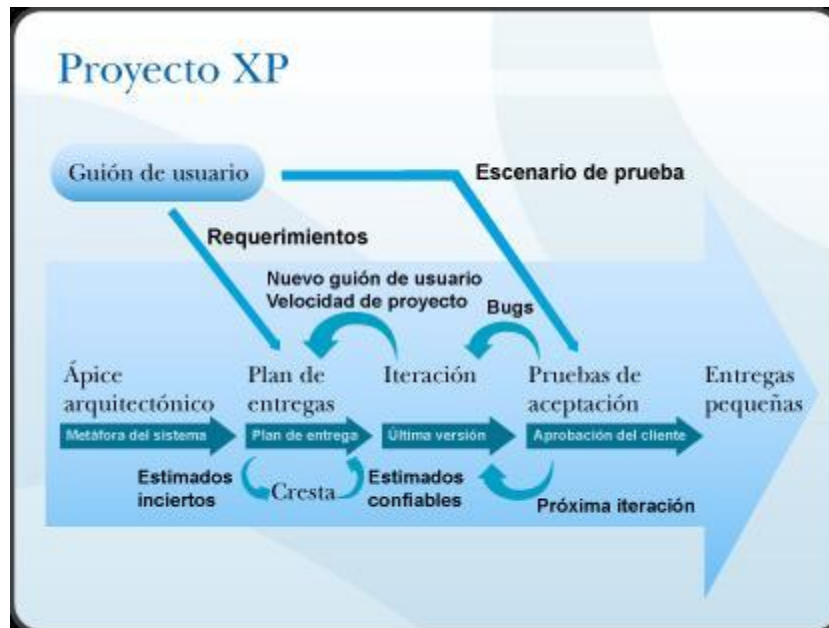 Proyecto XP
Guión de usuario
Escenario de prueba
Requerimientos
Nuevo guión de usuario
Velocidad de proyecto
Bugs
Ápice
arquitectónico
Plan de
entregas
Iteración
Pruebas de
aceptación
Entregas
pequeñas
Metáfora del sistema
Plan de entrega
Última versión
Aprobación del cliente
Estimados
inciertos
Cresta
Estimados
confiables
Próxima iteración